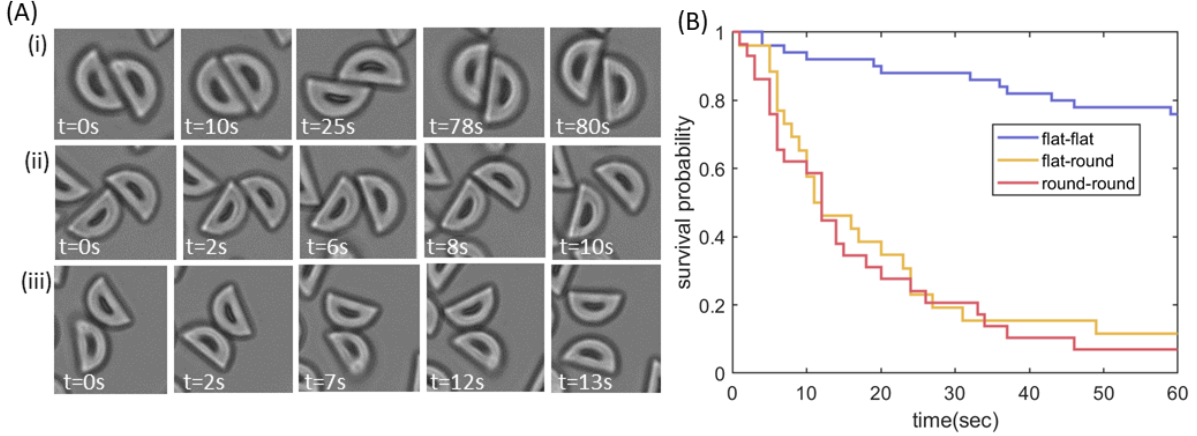 (A)
(i)
t=0s
t=10s
t=25s
t=78s
t=80s
(ii)
t=0s
t=2s
t=6s
t=8s
t=10s
(iii)
t=0s
t=2s
t=7s
t=12s
t=13s
(B)
survival probability
1
0.8
0.6
0.4
0.2
0
flat-flat
flat-round
round-round
0 10 20 30 40 50 60
time(sec)